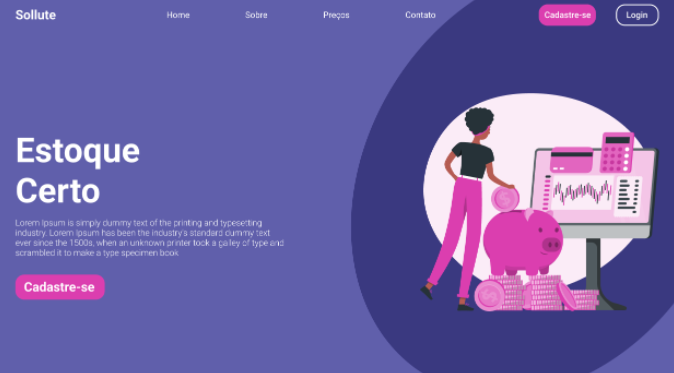 Sollute
Home
Sobre
Preços
Contato
Cadastre-se
Login
Estoque
Certo
Lorem Ipsum is simply dummy text of the printing and typesetting
industry. Lorem Ipsum has been the industry's standard dummy text
ever since the 1500s, when an unknown printer took a galley of type and
scrambled it to make a type specimen book
Cadastre-se